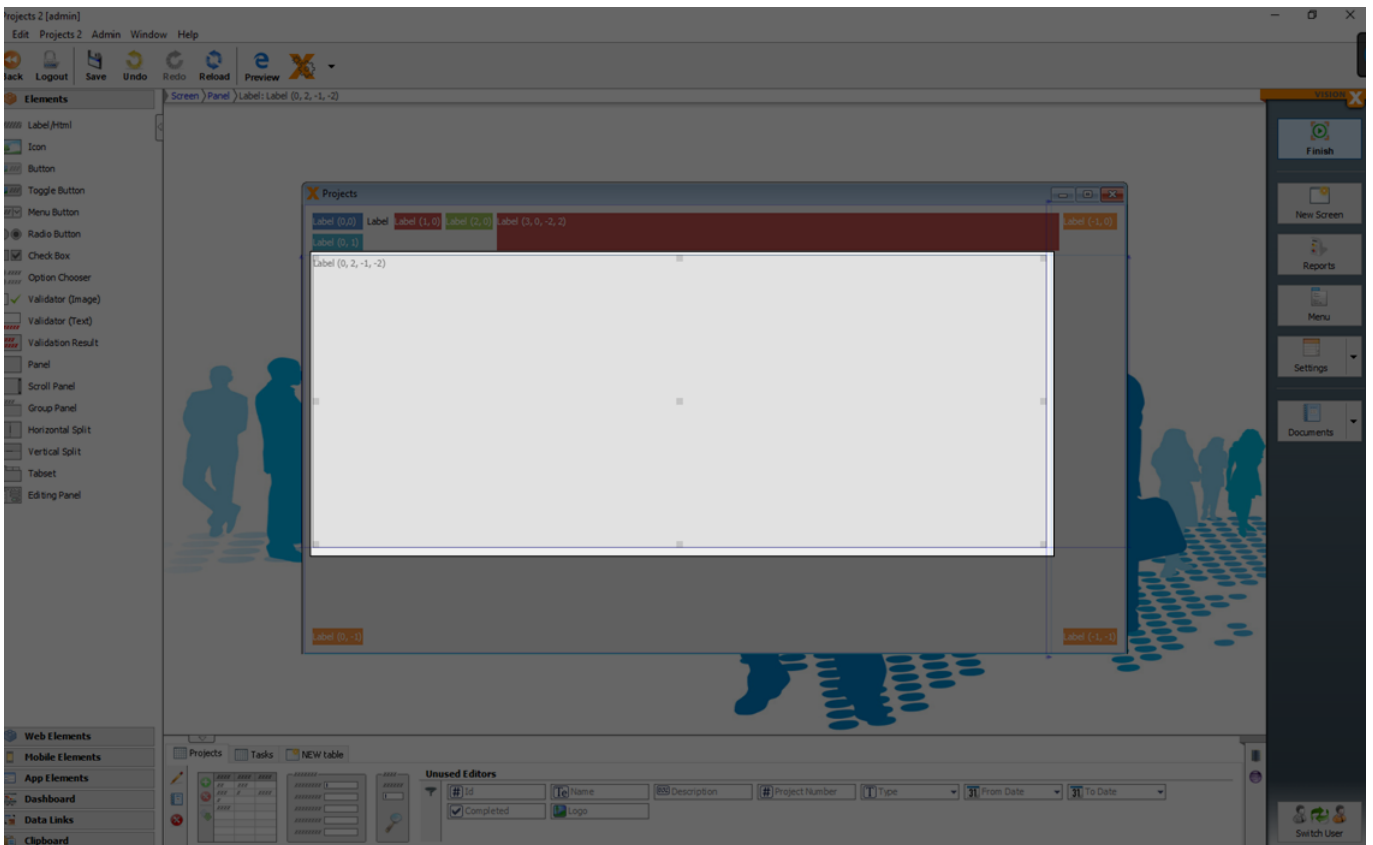 Projects 2 [admin]
Edit Projects 2 Admin Window Help
Back Logout Save Undo Redo Reload Preview
Elements
Screen Panel Label: Label (0, 2, -1, -2)
VISION X
Label/Html
Icon
Button
Toggle Button
Menu Button
Radio Button
Check Box
Option Chooser
Validator (Image)
Validator (Text)
Validation Result
Panel
Scroll Panel
Group Panel
Horizontal Split
Vertical Split
Tabset
Editing Panel
Projects
Label (0,0) Label Label (1, 0) Label (2, 0) Label (3, 0, -2, 2) Label (-1, 0)
Label (0, 1)
Label (0, 2, -1, -2)
Label (0, -1) Label (-1, -1)
Finish
New Screen
Reports
Menu
Settings
Documents
Switch User
Web Elements
Mobile Elements
App Elements
Dashboard
Data Links
Clipboard
Projects Tasks NEW table
Unused Editors
# Id Te Name Description # Project Number T Type 31 From Date 31 To Date
Completed Logo